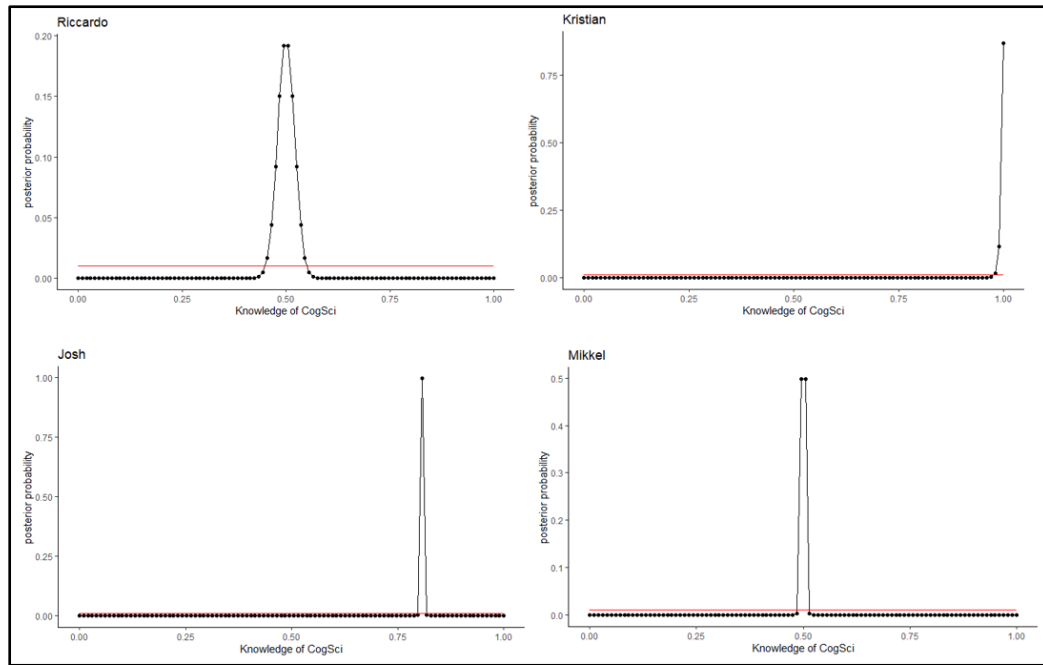 Riccardo
0.20
0.15
0.10
0.05
0.00
posterior probability
0.00 0.25 0.50 0.75 1.00
Knowledge of CogSci
Kristian
0.75
0.50
0.25
0.00
posterior probability
0.00 0.25 0.50 0.75 1.00
Knowledge of CogSci
Josh
1.00
0.75
0.50
0.25
0.00
posterior probability
0.00 0.25 0.50 0.75 1.00
Knowledge of CogSci
Mikkel
0.5
0.4
0.3
0.2
0.1
0.0
posterior probability
0.00 0.25 0.50 0.75 1.00
Knowledge of CogSci